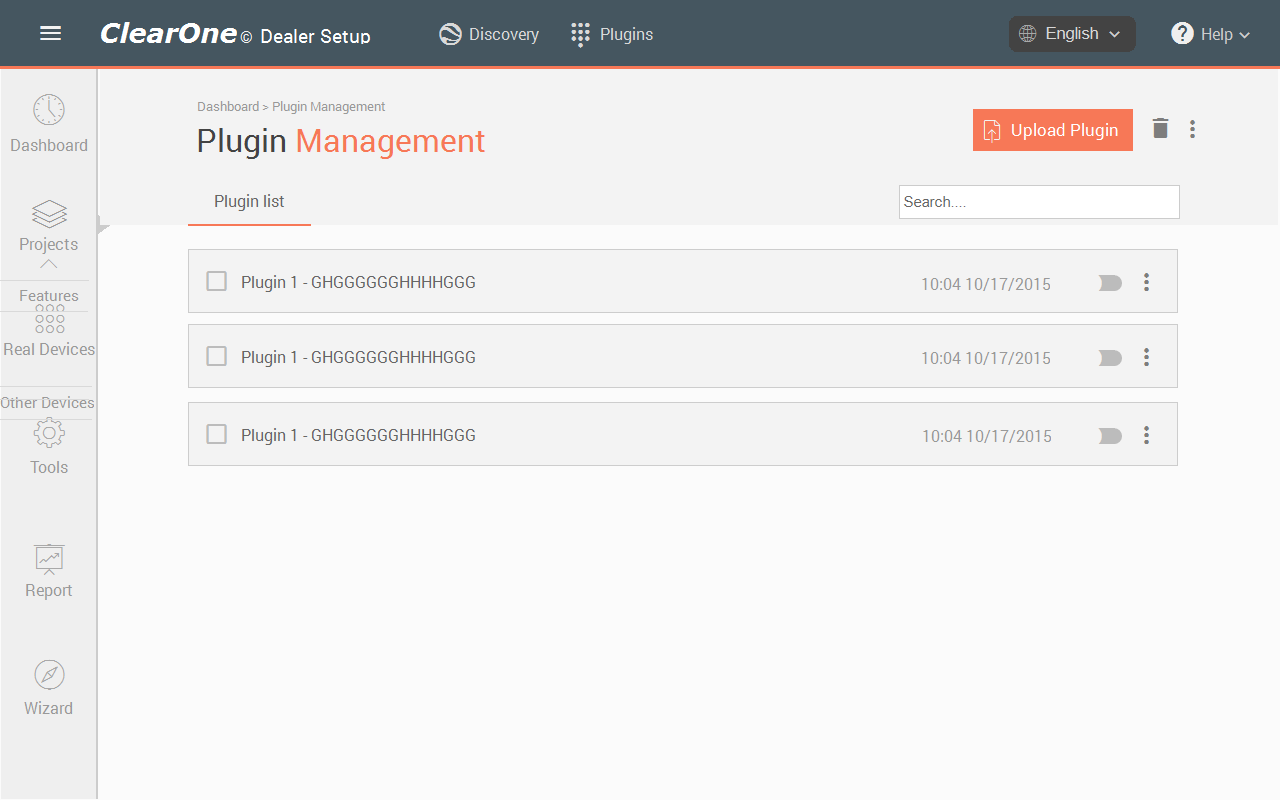 ClearOne © Dealer Setup
Discovery
Plugins
English
? Help
Dashboard
Projects
Features
Real Devices
Other Devices
Tools
Report
Wizard
Dashboard > Plugin Management
Plugin Management
Upload Plugin
Plugin list
Search....
Plugin 1 - GHGGGGGGHHHHGGG 10:04 10/17/2015
Plugin 1 - GHGGGGGGHHHHGGG 10:04 10/17/2015
Plugin 1 - GHGGGGGGHHHHGGG 10:04 10/17/2015